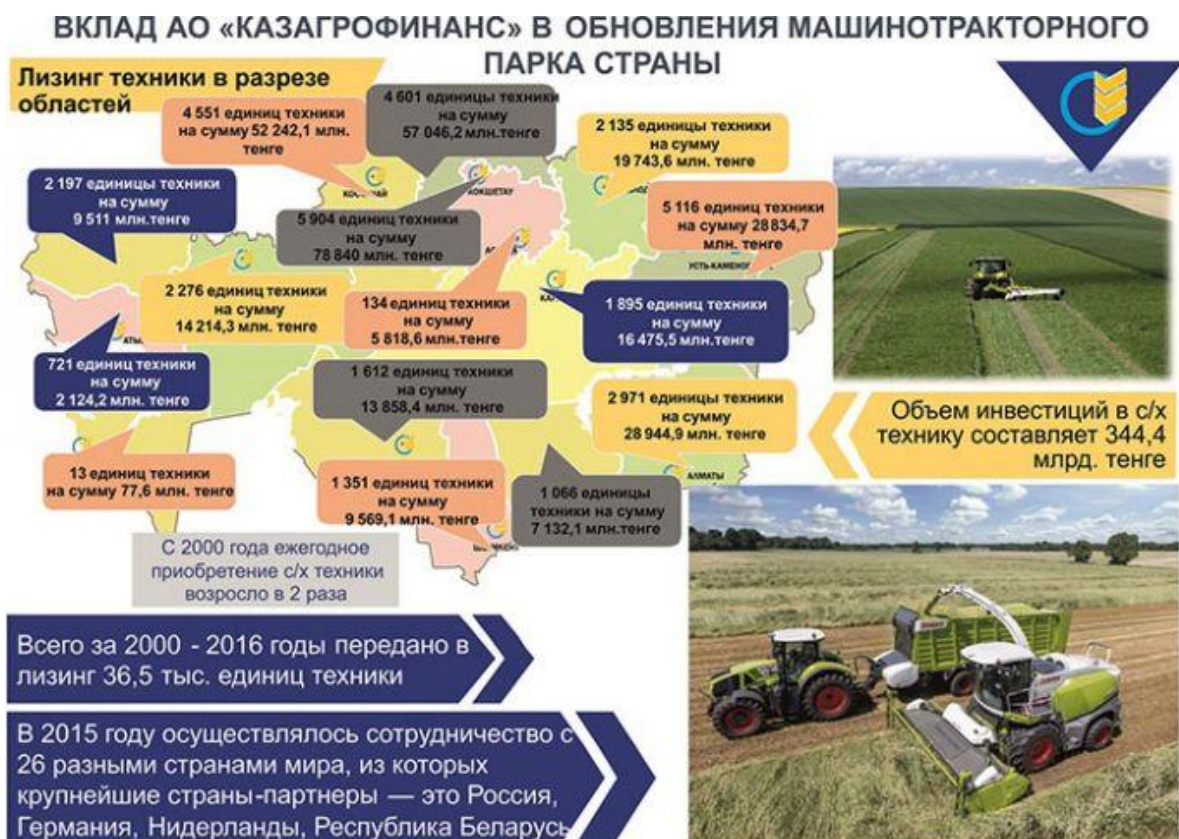 ВКЛАД АО «КАЗАГРОФИНАНС» В ОБНОВЛЕНИЯ МАШИНОТРАКТОРНОГО
ПАРКА СТРАНЫ
Лизинг техники в разрезе
областей
4 551 единиц техники
на сумму 52 242,1 млн.
тенге
4 601 единицы техники
на сумму
57 046,2 млн.тенге
2 135 единицы техники
на сумму
19 743,6 млн. тенге
2 197 единицы техники
на сумму
9 511 млн.тенге
5 904 единиц техники
на сумму
78 840 млн. тенге
5 116 единиц техники
на сумму 28 834,7
млн. тенге
2 276 единиц техники
на сумму
14 214,3 млн. тенге
134 единиц техники
на сумму
5 818,6 млн.тенге
1 895 единиц техники
на сумму
16 475,5 млн.тенге
721 единиц техники
на сумму
2 124,2 млн. тенге
1 612 единиц техники
на сумму
13 858,4 млн. тенге
2 971 единицы техники
на сумму
28 944,9 млн. тенге
АЛМАТЫ
13 единиц техники
на сумму 77,6 млн. тенге
1 351 единиц техники
на сумму
9 569,1 млн. тенге
1 066 единицы
техники на сумму
7 132,1 млн.тенге
Объем инвестиций в с/х
технику составляет 344,4
млрд. тенге
С 2000 года ежегодное
приобретение с/х техники
возросло в 2 раза
Всего за 2000 - 2016 годы передано в
лизинг 36,5 тыс. единиц техники
В 2015 году осуществлялось сотрудничество с
26 разными странами мира, из которых
крупнейшие страны-партнеры — это Россия,
Германия, Нидерланды, Республика Беларусь